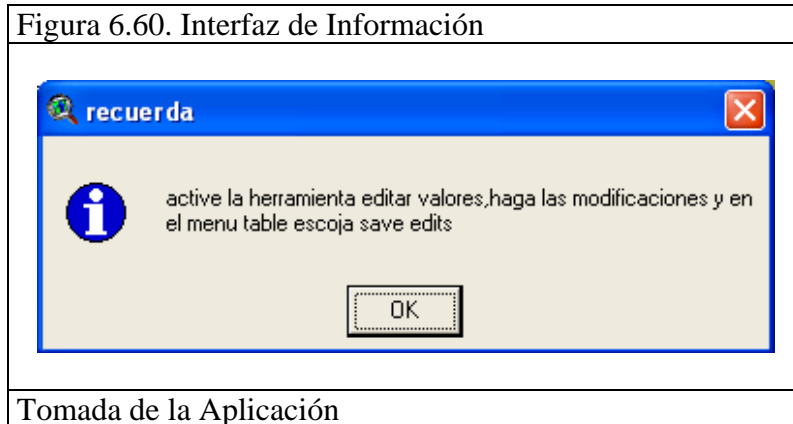 Figura 6.60. Interfaz de Información
recuerda
active la herramienta editar valores,haga las modificaciones y en
el menu table escoja save edits
OK
Tomada de la Aplicación